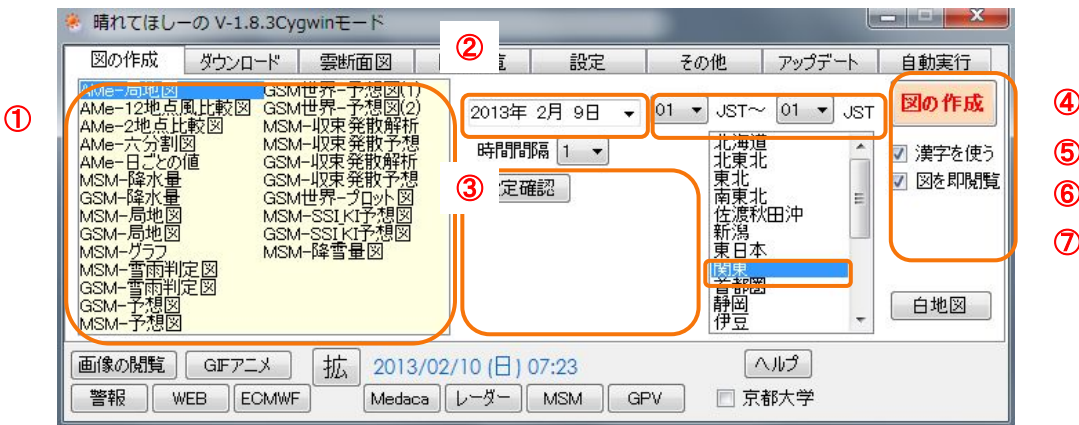 晴れてほしーの V-1.8.3Cygwinモード
図の作成 ダウンロード 雲断面図 設定 その他 アップデート 自動実行
②
①
AMe-局地図
AMe-12地点風比較図
AMe-2地点比較図
AMe-六分割図
AMe-日ごとの値
MSM-降水量
GSM-降水量
MSM-局地図
GSM-局地図
MSM-グラフ
MSM-雪雨判定図
GSM-雪雨判定図
GSM-予想図
MSM-予想図
GSM世界-予想図(1)
GSM世界-予想図(2)
MSM-収束発散解析
MSM-収束発散予想
GSM-収束発散解析
GSM-収束発散予想
GSM世界-プロット図
MSM-SSI,KI予想図
GSM-SSI,KI予想図
MSM-降雪量図
2013年 2月 9日
01 JST～ 01 JST
時間間隔 1
③
定確認
北海道
北東北
東北
南東北
佐渡秋田沖
新潟
東日本
関東
首都圏
静岡
伊豆
図の作成
④
漢字を使う
⑤
図を即閲覧
⑥
⑦
白地図
画像の閲覧 GIFアニメ 拡 2013/02/10 (日) 07:23 ヘルプ
警報 WEB ECMWF Medaca レーダー MSM GPV 京都大学